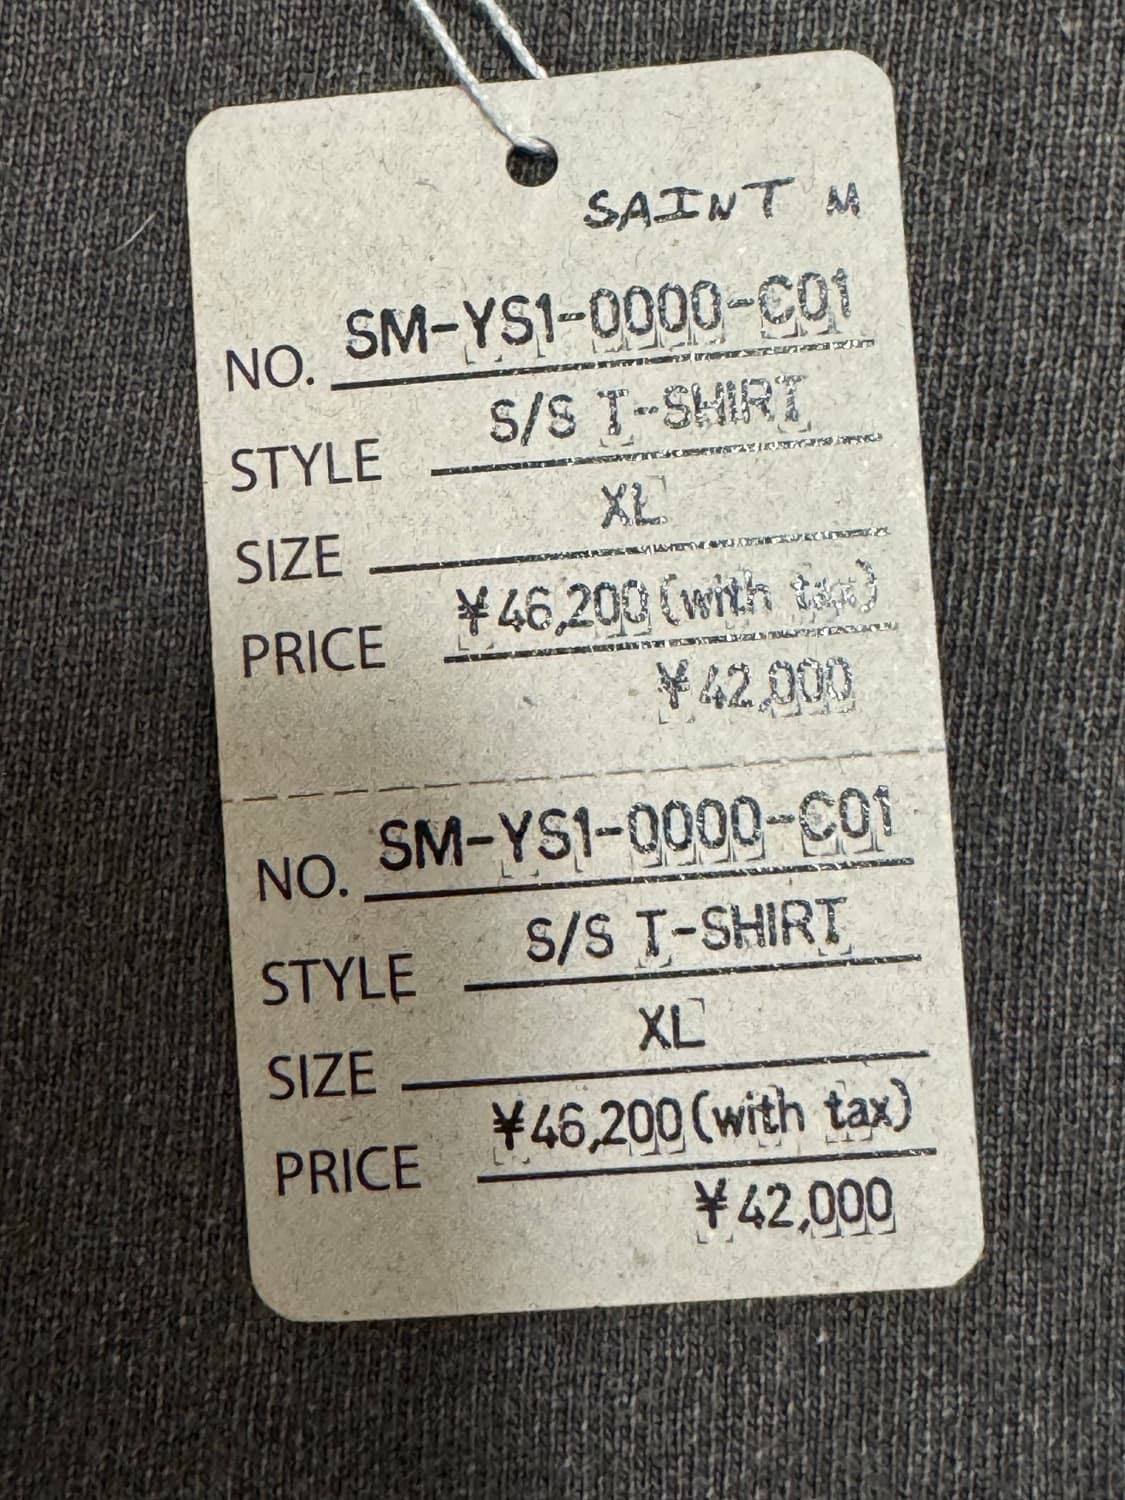 SAINT M
NO. SM-YS1-0000-C01
STYLE S/S T-SHIRT
SIZE XL
PRICE ¥46,200(with tax)
¥42,000
NO. SM-YS1-0000-C01
STYLE S/S T-SHIRT
SIZE XL
PRICE ¥46,200(with tax)
¥42,000